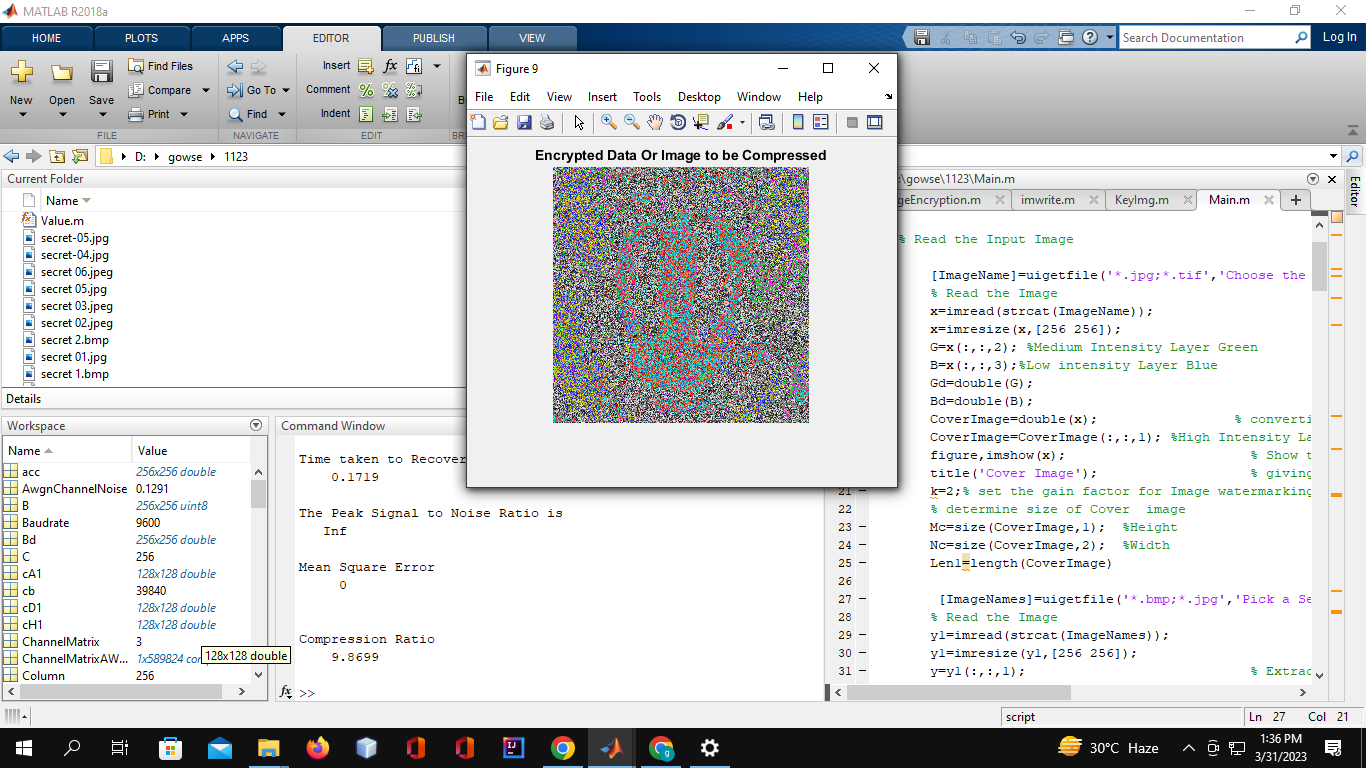 MATLAB R2018a
HOME PLOTS APPS EDITOR PUBLISH VIEW
Search Documentation
Log In
New Open Save
Find Files
Compare
Print
FILE
Go To
Find
NAVIGATE
Insert fx
Comment
Indent
EDIT
D: gowse 1123
Current Folder
Name
Value.m
secret-05.jpg
secret-04.jpg
secret 06.jpeg
secret 05.jpg
secret 03.jpeg
secret 02.jpeg
secret 2.bmp
secret 01.jpg
secret 1.bmp
Details
Workspace
Name Value
acc 256x256 double
AwgnChannelNoise 0.1291
B 256x256 uint8
Baudrate 9600
Bd 256x256 double
C 256
cA1 128x128 double
cb 39840
cD1 128x128 double
cH1 128x128 double
ChannelMatrix 3
ChannelMatrixAW... 1x589824 co
128x128 double
Column 256
Command Window
Time taken to Recover
0.1719
The Peak Signal to Noise Ratio is
Inf
Mean Square Error
0
Compression Ratio
9.8699
fx >>
Figure 9
File Edit View Insert Tools Desktop Window Help
Encrypted Data Or Image to be Compressed
:\gowse\1123\Main.m
geEncryption.m imwrite.m KeyImg.m Main.m
Editor
% Read the Input Image
[ImageName]=uigetfile('*.jpg;*.tif','Choose the
% Read the Image
x=imread(strcat(ImageName));
x=imresize(x,[256 256]);
G=x(:,:,2); %Medium Intensity Layer Green
B=x(:,:,3);%Low intensity Layer Blue
Gd=double(G);
Bd=double(B);
CoverImage=double(x); % converti
CoverImage=CoverImage(:,:,1); %High Intensity La
figure,imshow(x); % Show t
title('Cover Image'); % giving
21 k=2;% set the gain factor for Image watermarking
22 % determine size of Cover image
23 Mc=size(CoverImage,1); %Height
24 Nc=size(CoverImage,2); %Width
25 Len1=length(CoverImage)
26
27 [ImageNames]=uigetfile('*.bmp;*.jpg','Pick a Se
28 % Read the Image
29 y1=imread(strcat(ImageNames));
30 y1=imresize(y1,[256 256]);
31 y=y1(:,:,1); % Extrac
script Ln 27 Col 21
30°C Haze
1:36 PM
3/31/2023